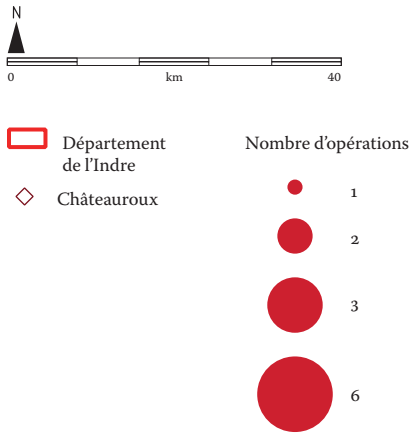 N
0 km 40
Département
de l'Indre
Châteauroux
Nombre d'opérations
1
2
3
6